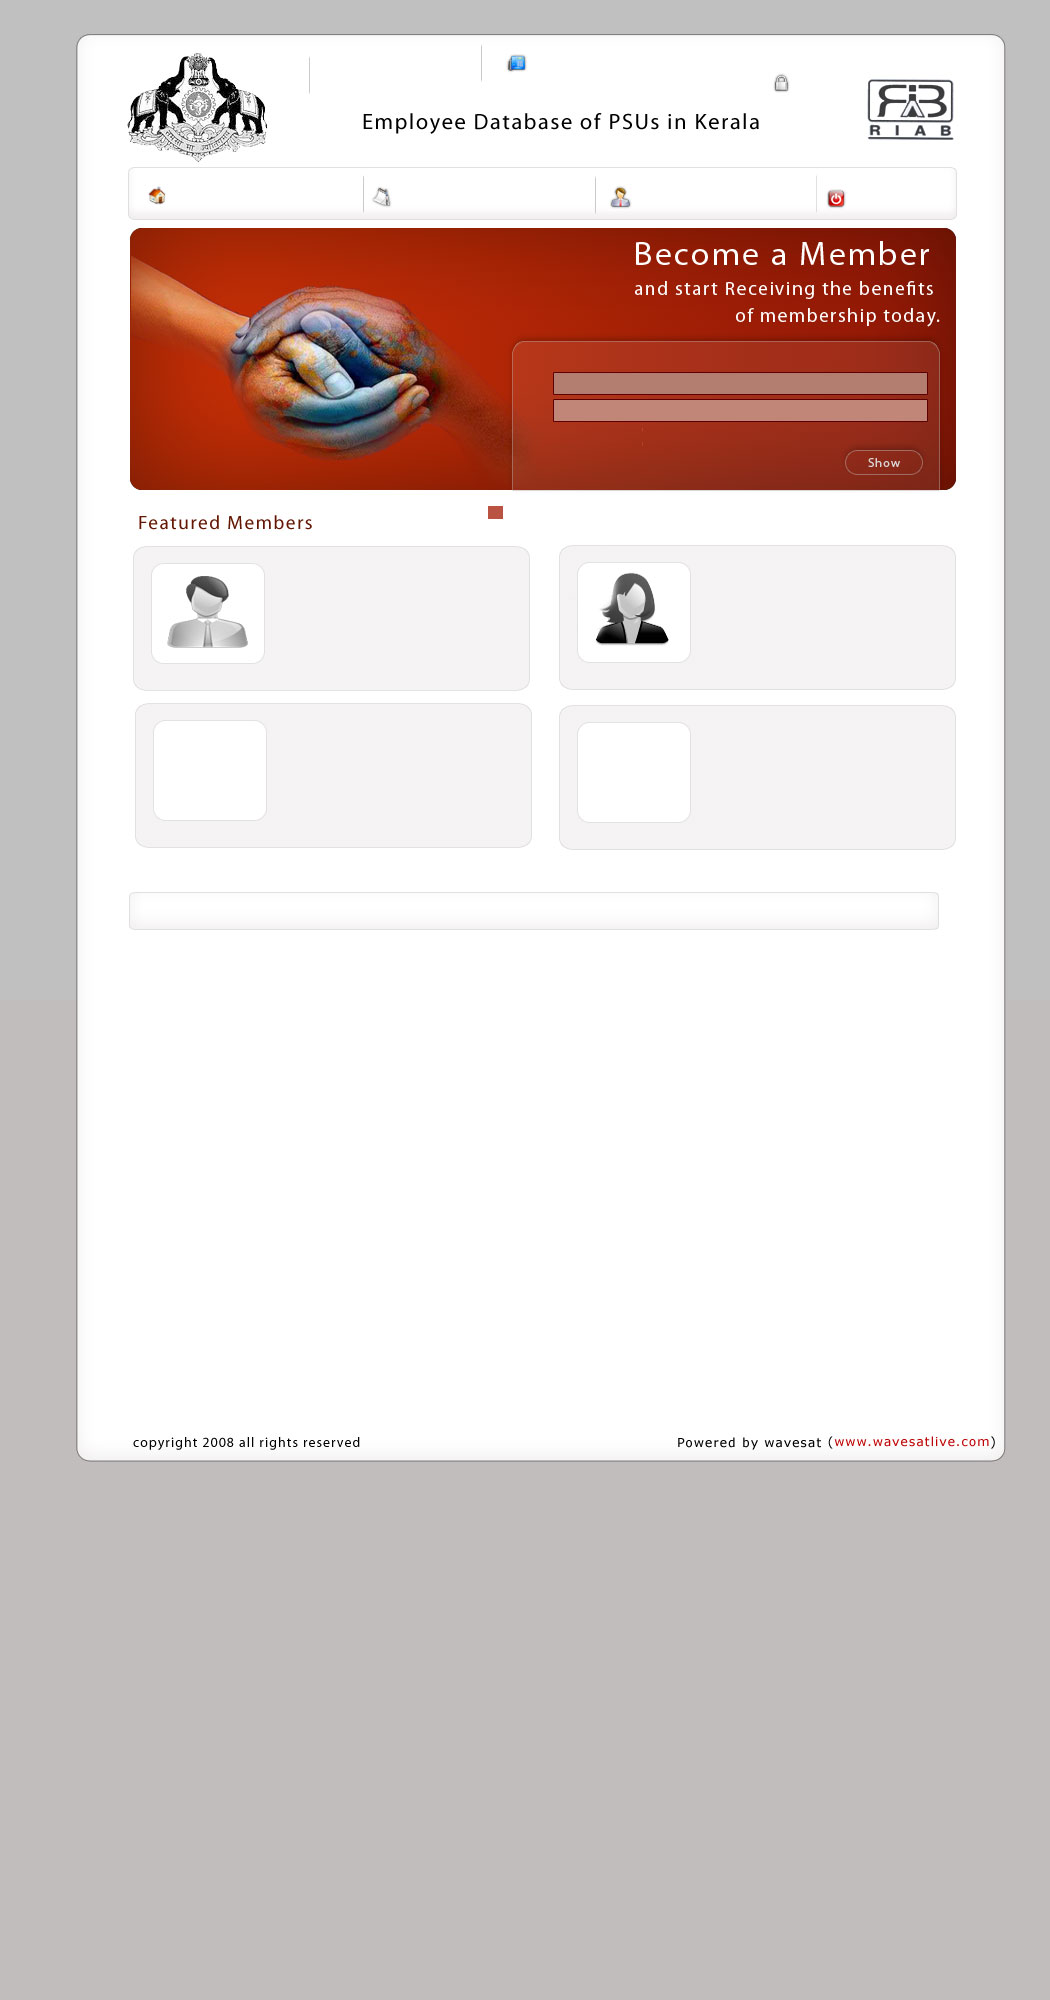 Employee Database of PSUs in Kerala
RIAB
Become a Member
and start Receiving the benefits
of membership today.
Show
Featured Members
copyright 2008 all rights reserved
Powered by wavesat (www.wavesatlive.com)